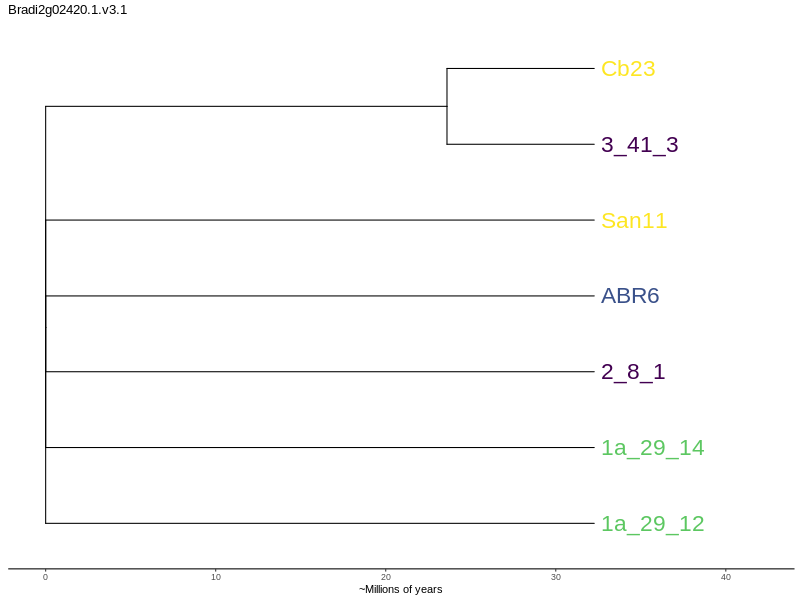 Bradi2g02420.1.v3.1
Cb23
3_41_3
San11
ABR6
2_8_1
1a_29_14
1a_29_12
0 10 20 30 40
~Millions of years